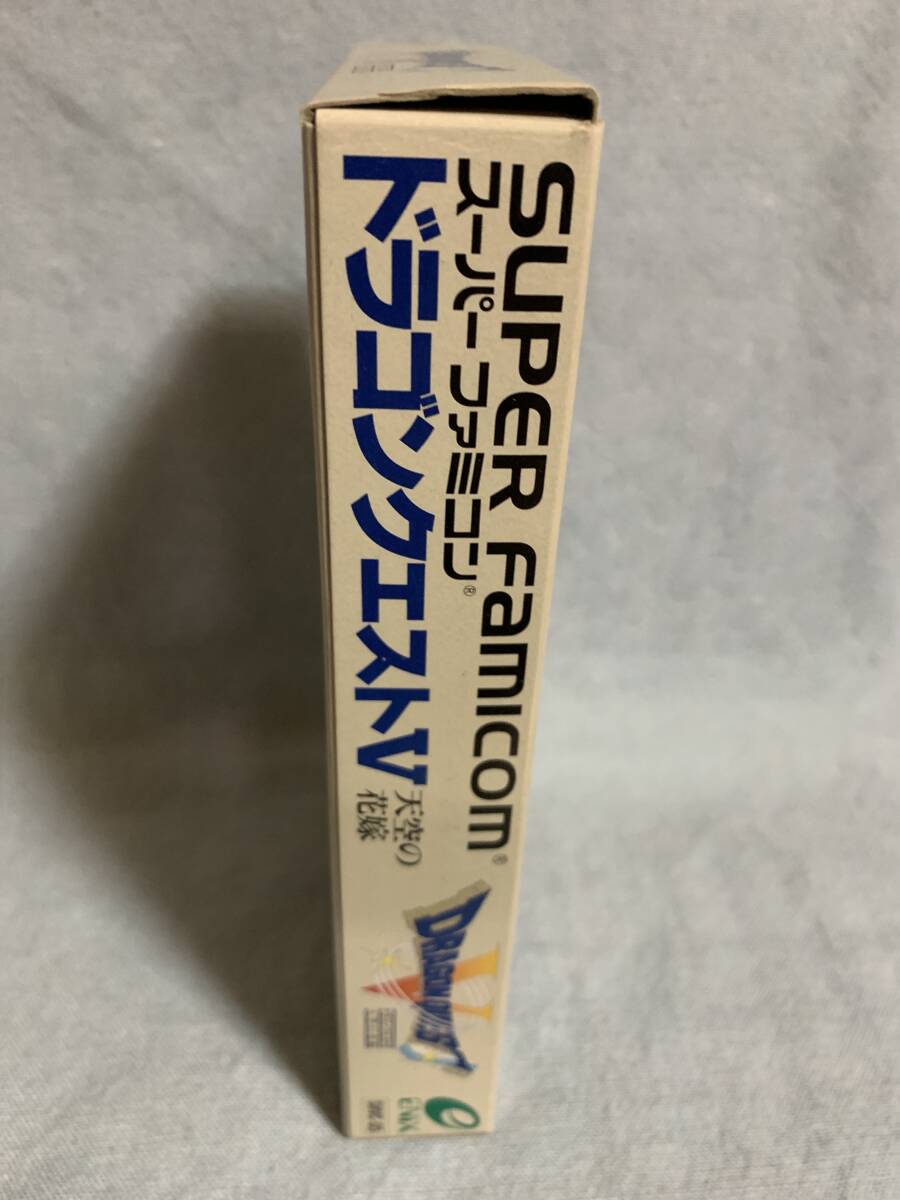 SUPER FAMICOM®
スーパーファミコン®
ドラゴンクエストV
天空の
花嫁
DRAGON QUEST
V
ENIX